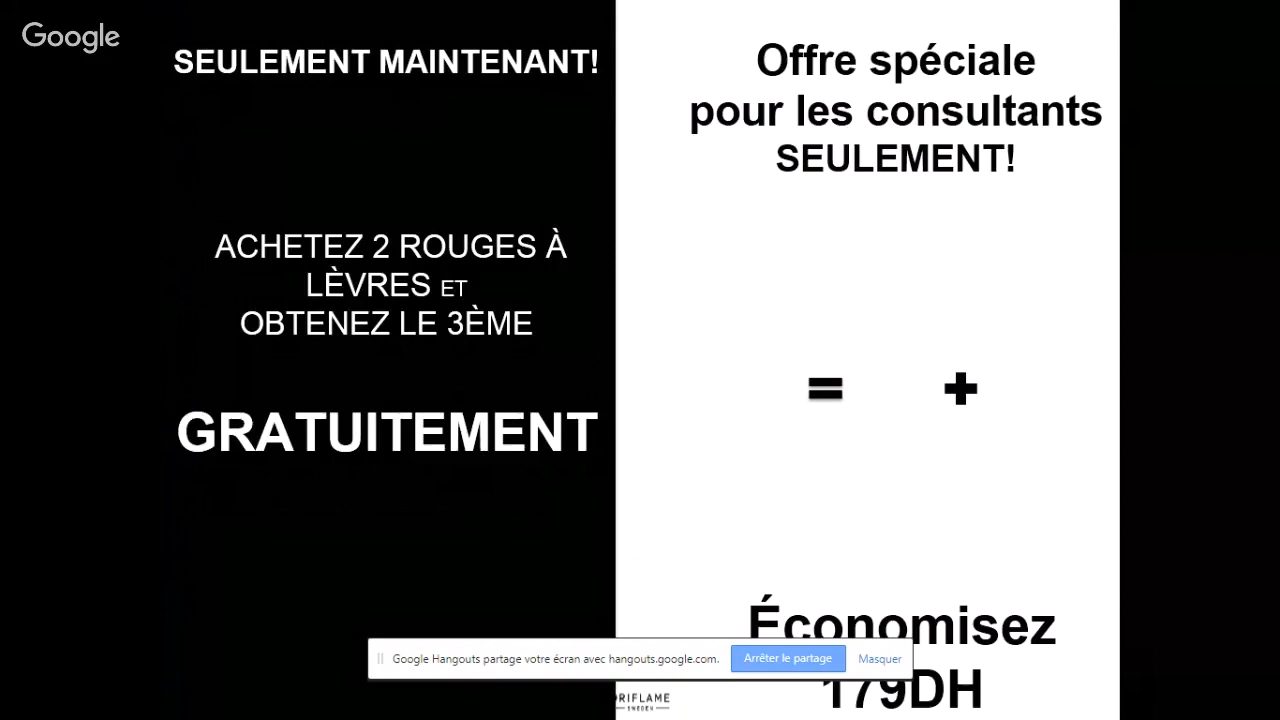 Google
SEULEMENT MAINTENANT!
ACHETEZ 2 ROUGES À
LÈVRES ET
OBTENEZ LE 3ÈME
GRATUITEMENT
Offre spéciale
pour les consultants
SEULEMENT!
= +
Économisez
179DH
Google Hangouts partage votre écran avec hangouts.google.com.
Arrêter le partage
Masquer
ORIFLAME
SWEDEN